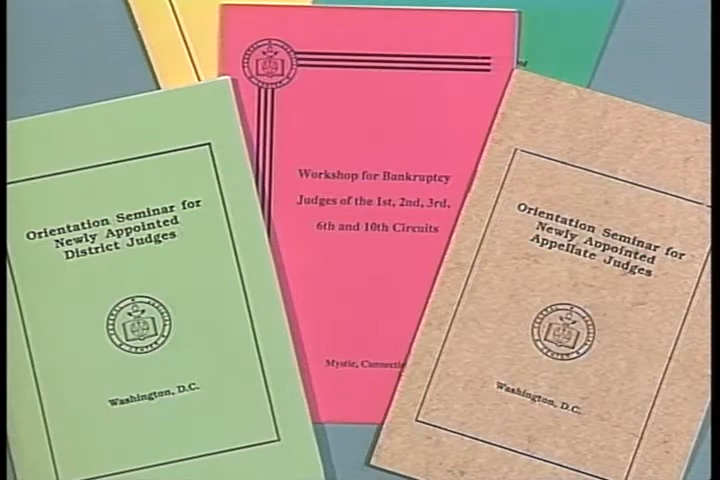 Orientation Seminar for
Newly Appointed
District Judges
Washington, D.C.
Workshop for Bankruptcy
Judges of the 1st, 2nd, 3rd,
6th and 10th Circuits
Mystic,
Orientation Seminar for
Newly Appointed
Appellate Judges
Washington, D.C.